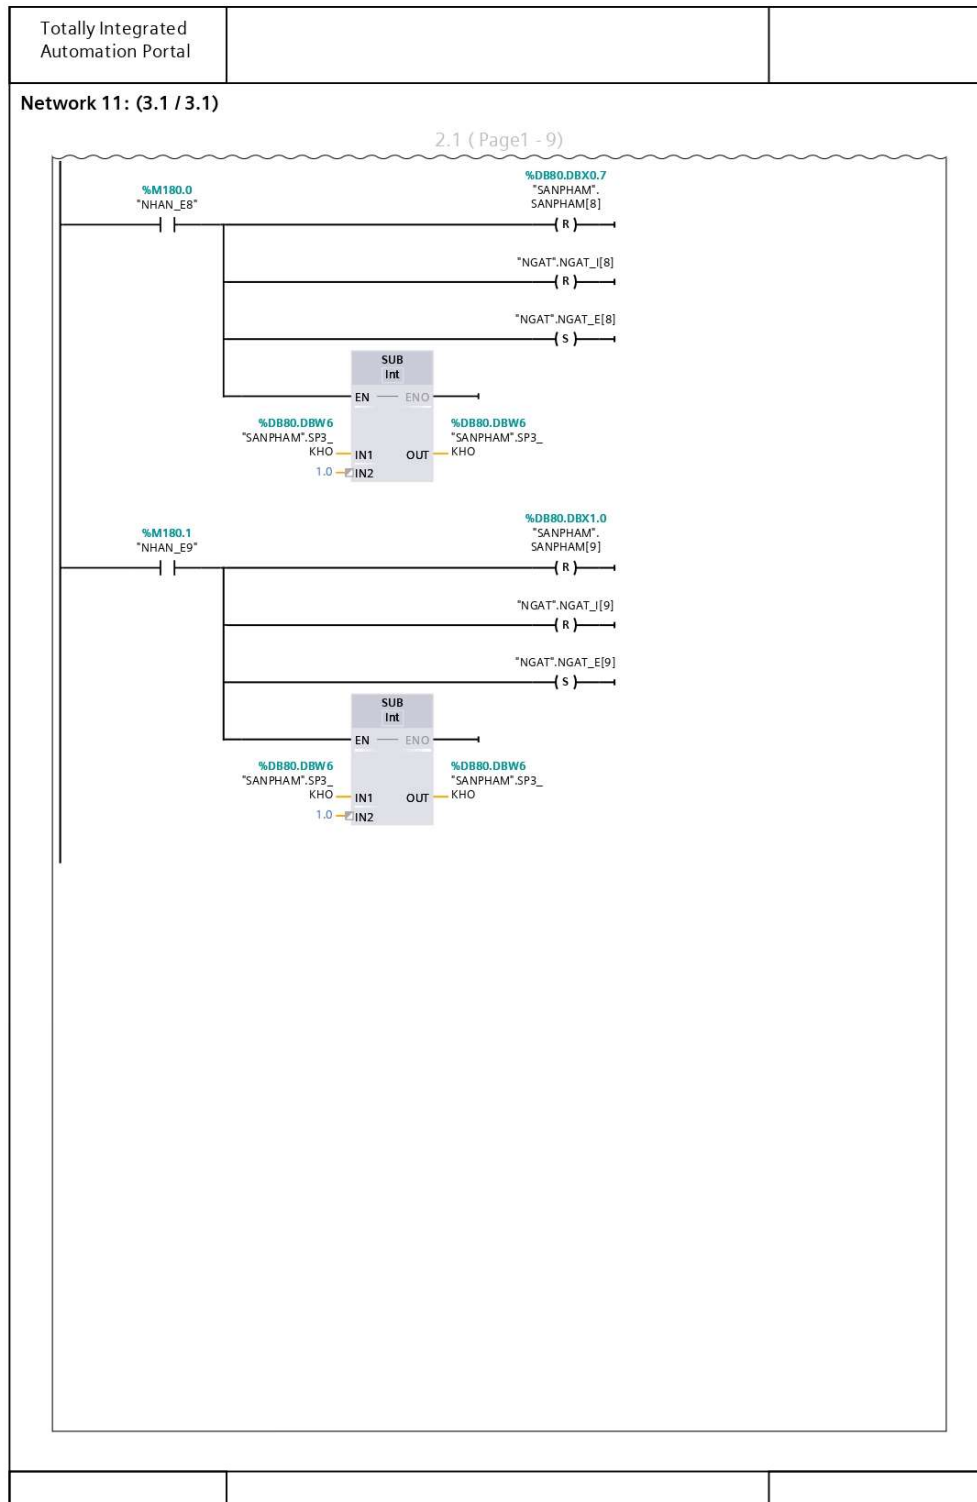 Totally Integrated
Automation Portal
Network 11: (3.1 / 3.1)
2.1 ( Page1 - 9)
%M180.0
"NHAN_E8"
%DB80.DBX0.7
"SANPHAM".
SANPHAM[8]
R
"NGAT".NGAT_I[8]
R
"NGAT".NGAT_E[8]
S
SUB
Int
EN
ENO
%DB80.DBW6
"SANPHAM".SP3_
KHO
IN1
1.0
IN2
OUT
%DB80.DBW6
"SANPHAM".SP3_
KHO
%M180.1
"NHAN_E9"
%DB80.DBX1.0
"SANPHAM".
SANPHAM[9]
R
"NGAT".NGAT_I[9]
R
"NGAT".NGAT_E[9]
S
SUB
Int
EN
ENO
%DB80.DBW6
"SANPHAM".SP3_
KHO
IN1
1.0
IN2
OUT
%DB80.DBW6
"SANPHAM".SP3_
KHO